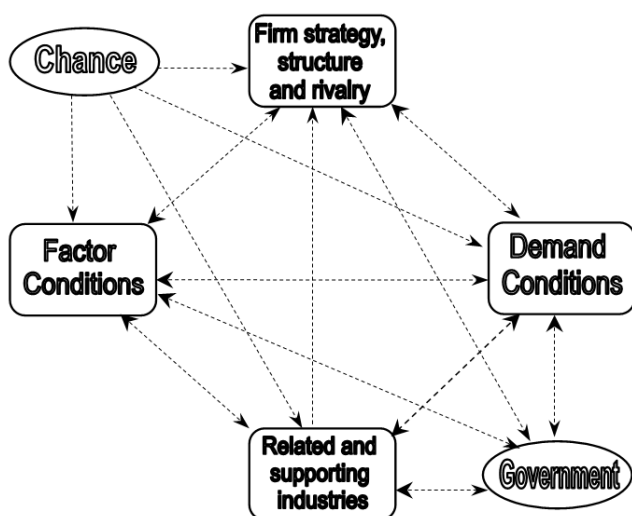 Chance
Firm strategy,
structure
and rivalry
Factor
Conditions
Demand
Conditions
Related and
supporting
industries
Government